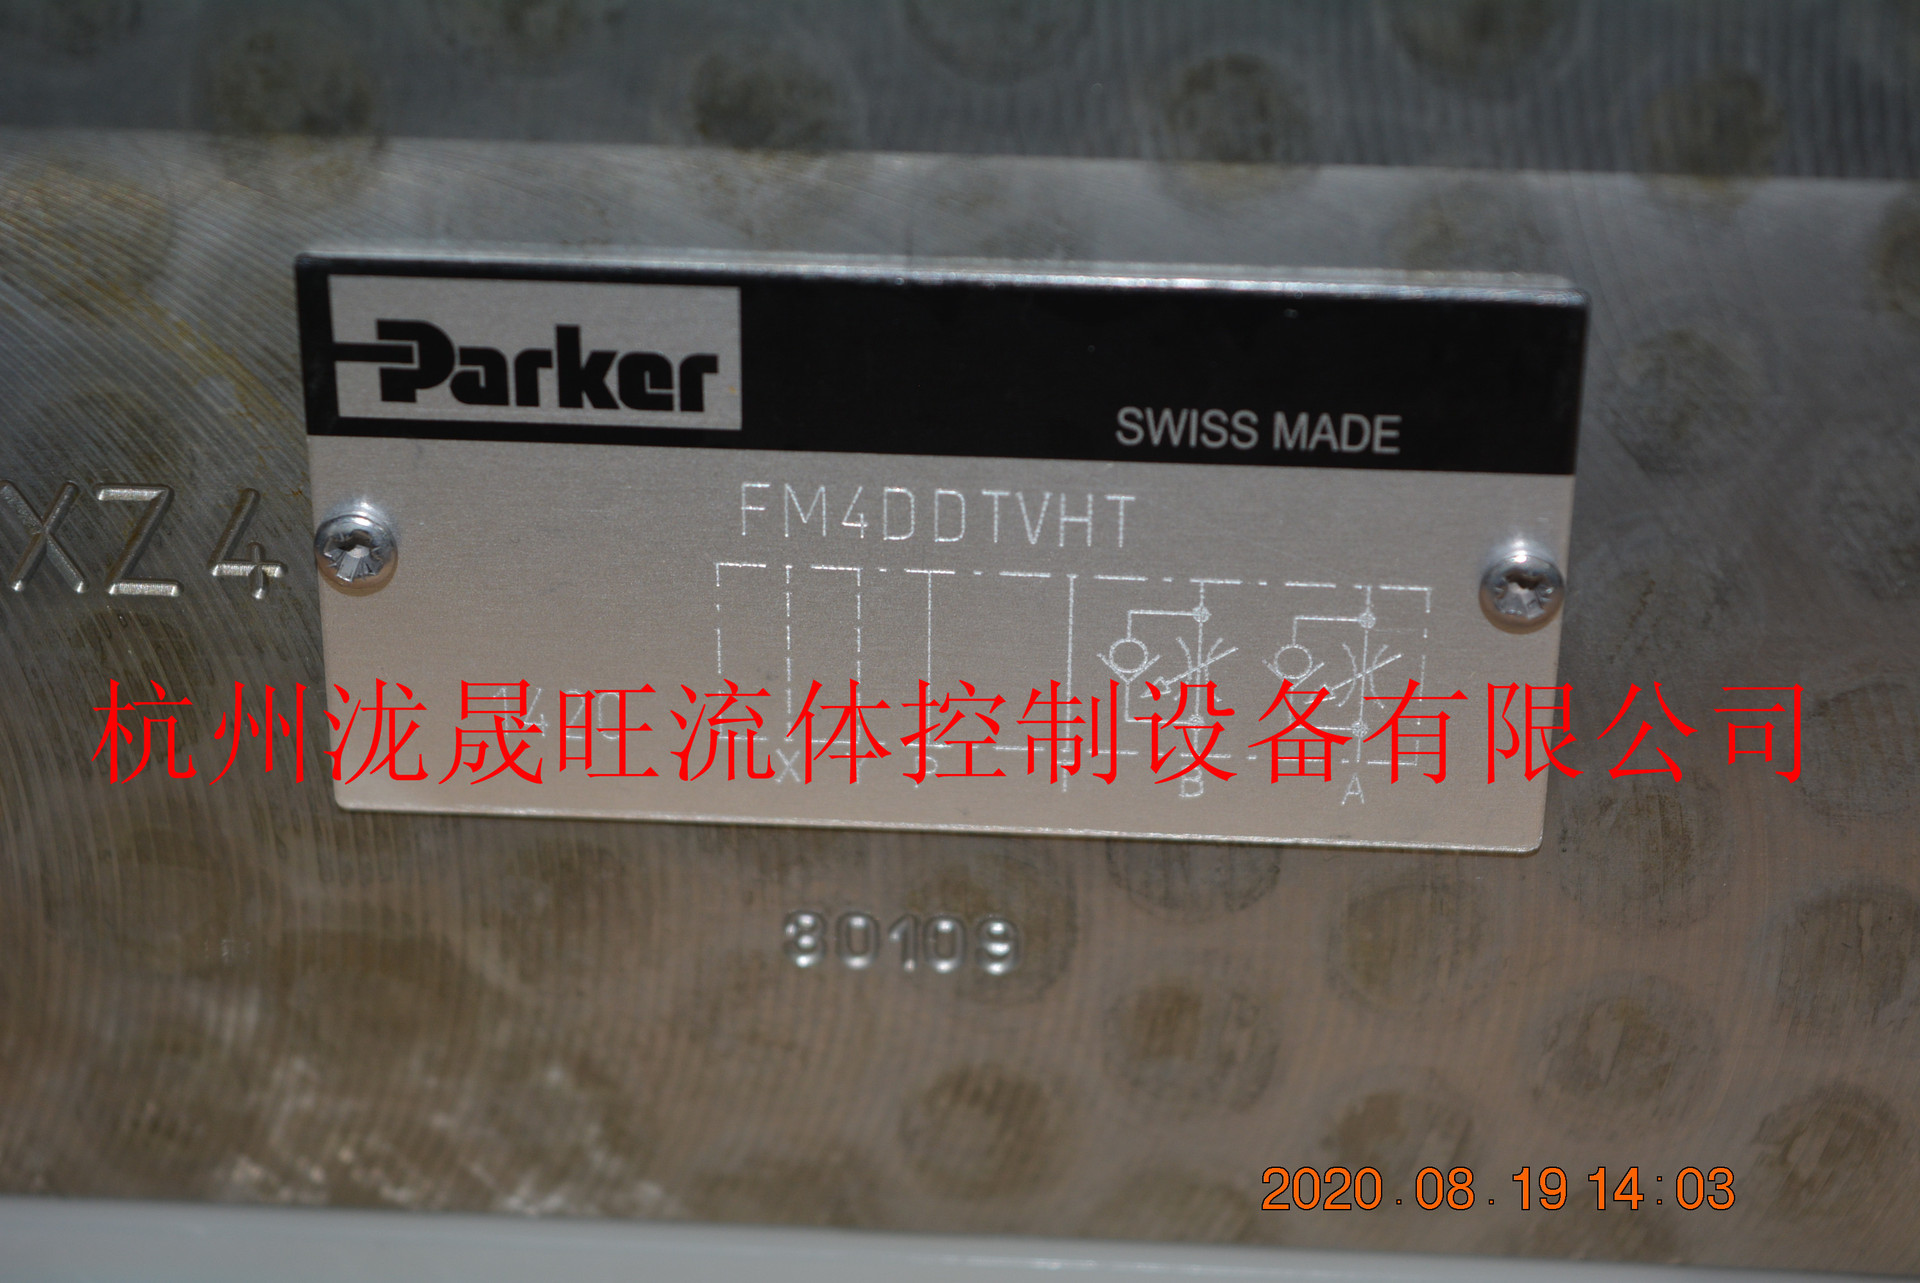 Parker
SWISS MADE
FM4DDTVHT
XZ4
杭州泷晟旺流体控制设备有限公司
X
B
A
30109
2020.08.19 14:03